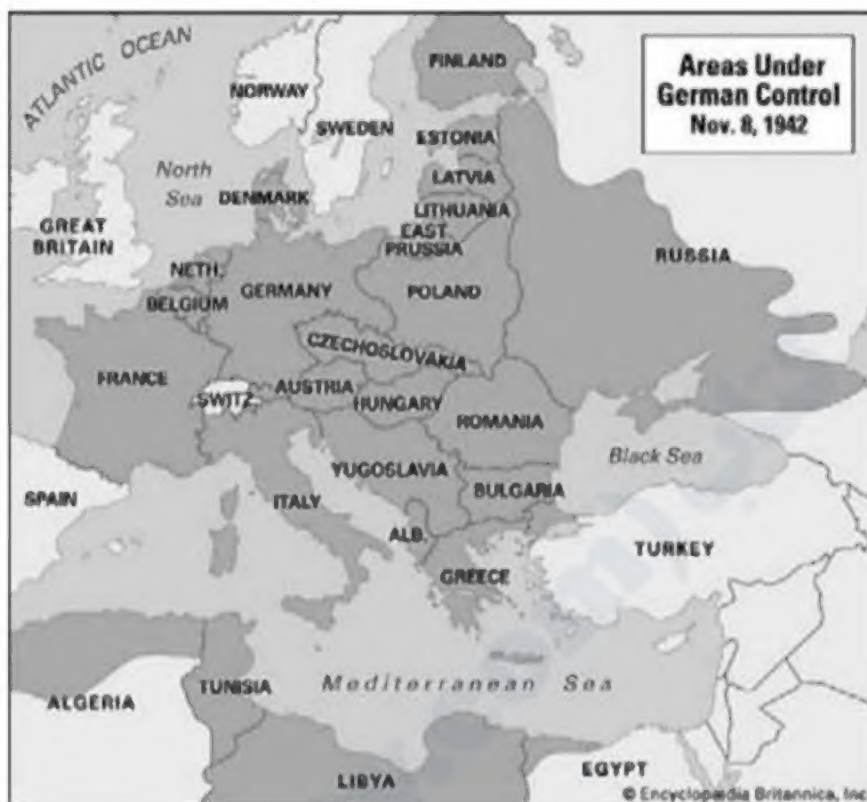 Areas Under
German Control
Nov. 8, 1942
ATLANTIC OCEAN
FINLAND
NORWAY
SWEDEN
ESTONIA
North
Sea
DENMARK
LATVIA
LITHUANIA
EAST.
PRUSSIA
GREAT
BRITAIN
RUSSIA
NETH.
BELGIUM
GERMANY
POLAND
CZECHOSLOVAKIA
FRANCE
SWITZ.
AUSTRIA
HUNGARY
ROMANIA
Black Sea
YUGOSLAVIA
BULGARIA
SPAIN
ITALY
ALB.
TURKEY
GREECE
ALGERIA
TUNISIA
Mediterranean Sea
LIBYA
EGYPT
© Encyclopædia Britannica, Inc.